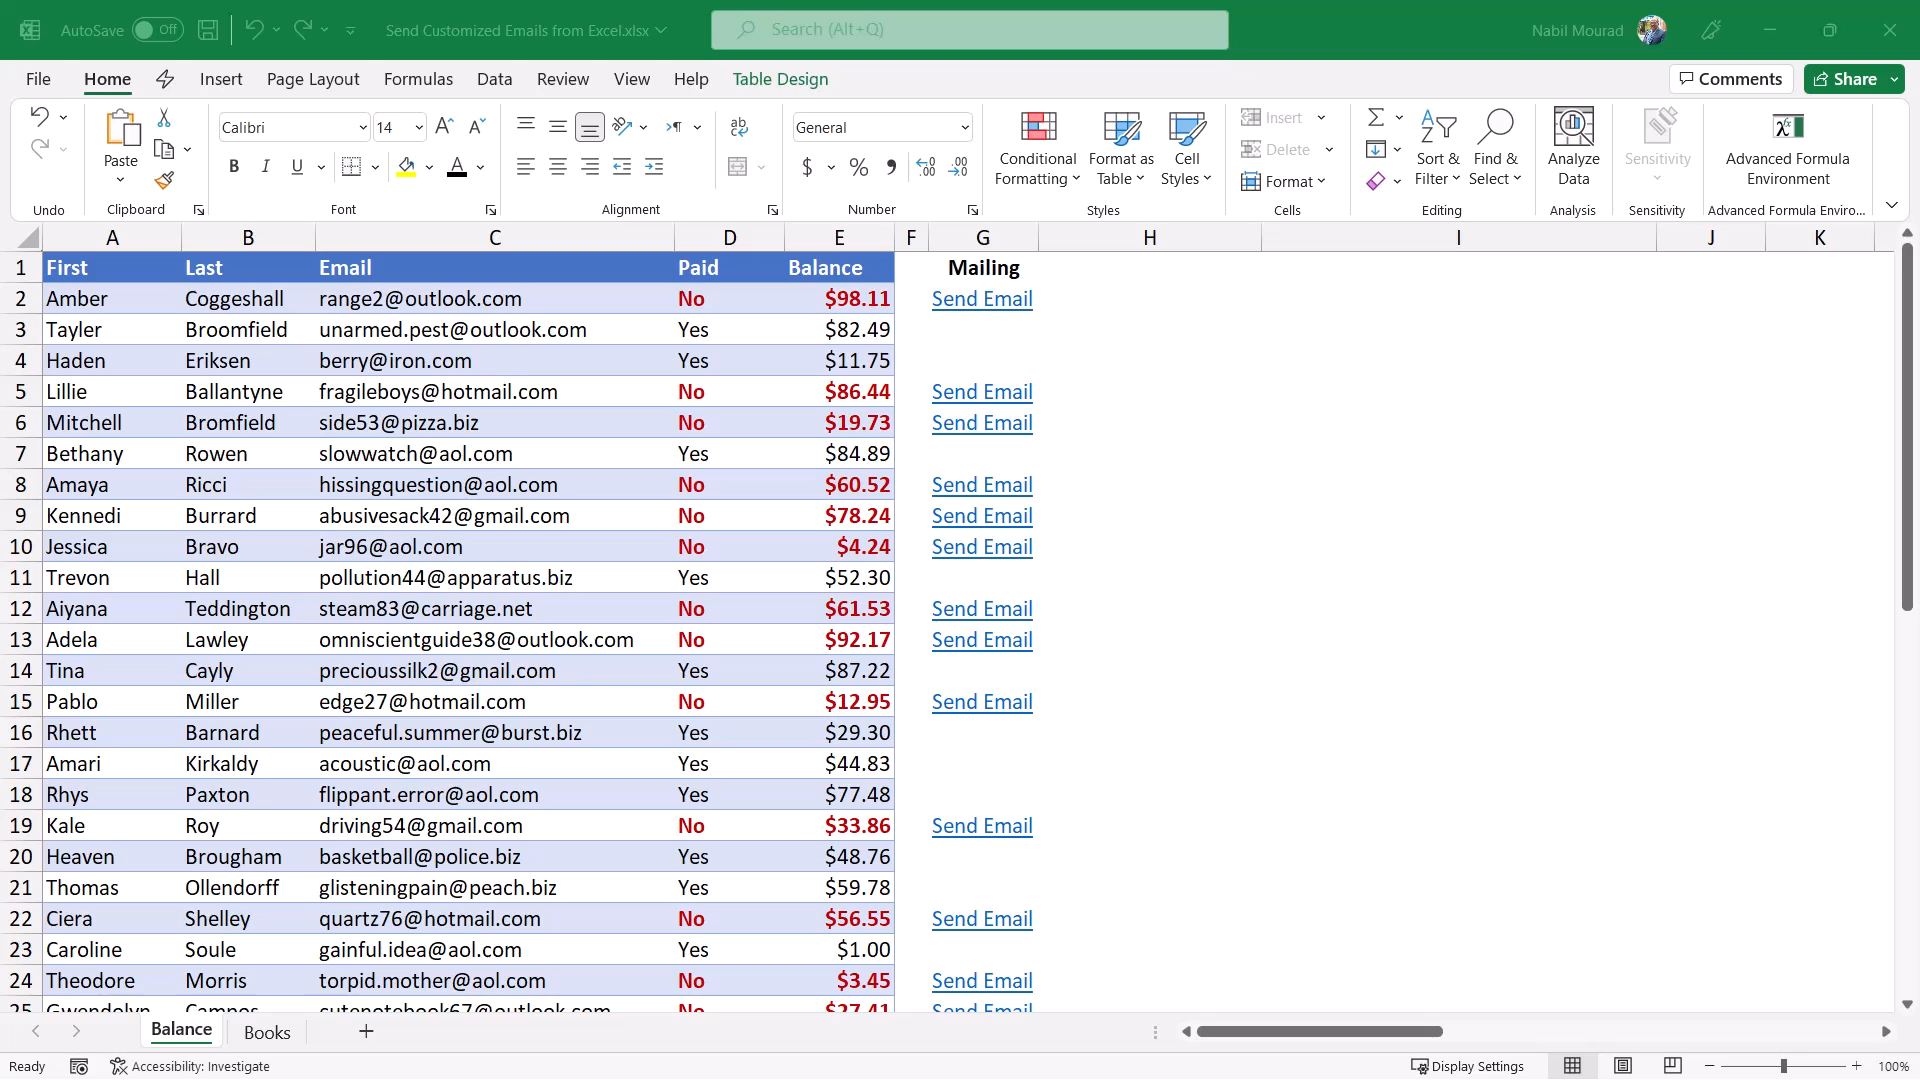 AutoSave Off Send Customized Emails from Excel.xlsx Search (Alt+Q) Nabil Mourad
File Home Insert Page Layout Formulas Data Review View Help Table Design Comments Share
Calibri 14 General
Paste Conditional Formatting Format as Table Cell Styles Insert Delete Format Sort & Filter Find & Select Analyze Data Sensitivity Advanced Formula Environment
Undo Clipboard Font Alignment Number Styles Cells Editing Analysis Sensitivity Advanced Formula Enviro...
A B C D E F G H I J K
1 First Last Email Paid Balance Mailing
2 Amber Coggeshall range2@outlook.com No $98.11 Send Email
3 Tayler Broomfield unarmed.pest@outlook.com Yes $82.49
4 Haden Eriksen berry@iron.com Yes $11.75
5 Lillie Ballantyne fragileboys@hotmail.com No $86.44 Send Email
6 Mitchell Bromfield side53@pizza.biz No $19.73 Send Email
7 Bethany Rowen slowwatch@aol.com Yes $84.89
8 Amaya Ricci hissingquestion@aol.com No $60.52 Send Email
9 Kennedi Burrard abusivesack42@gmail.com No $78.24 Send Email
10 Jessica Bravo jar96@aol.com No $4.24 Send Email
11 Trevon Hall pollution44@apparatus.biz Yes $52.30
12 Aiyana Teddington steam83@carriage.net No $61.53 Send Email
13 Adela Lawley omniscientguide38@outlook.com No $92.17 Send Email
14 Tina Cayly precioussilk2@gmail.com Yes $87.22
15 Pablo Miller edge27@hotmail.com No $12.95 Send Email
16 Rhett Barnard peaceful.summer@burst.biz Yes $29.30
17 Amari Kirkaldy acoustic@aol.com Yes $44.83
18 Rhys Paxton flippant.error@aol.com Yes $77.48
19 Kale Roy driving54@gmail.com No $33.86 Send Email
20 Heaven Brougham basketball@police.biz Yes $48.76
21 Thomas Ollendorff glisteningpain@peach.biz Yes $59.78
22 Ciera Shelley quartz76@hotmail.com No $56.55 Send Email
23 Caroline Soule gainful.idea@aol.com Yes $1.00
24 Theodore Morris torpid.mother@aol.com No $3.45 Send Email
25 Gwendolyn Campos cutenotebook67@outlook.com No $27.41 Send Email
Balance Books
Ready Accessibility: Investigate Display Settings 100%